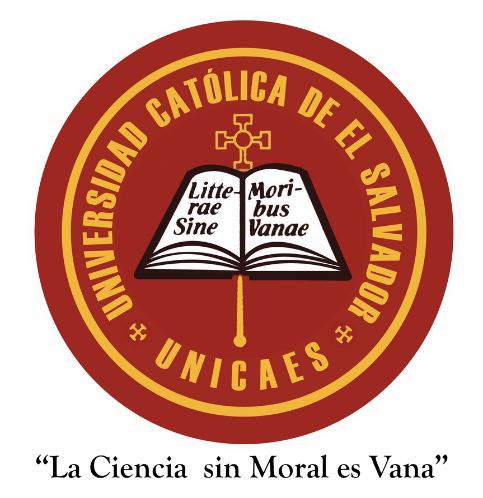 UNIVERSIDAD CATÓLICA DE EL SALVADOR
Litte-
rae
Sine
Mori-
bus
Vanae
UNICAES
“La Ciencia sin Moral es Vana”